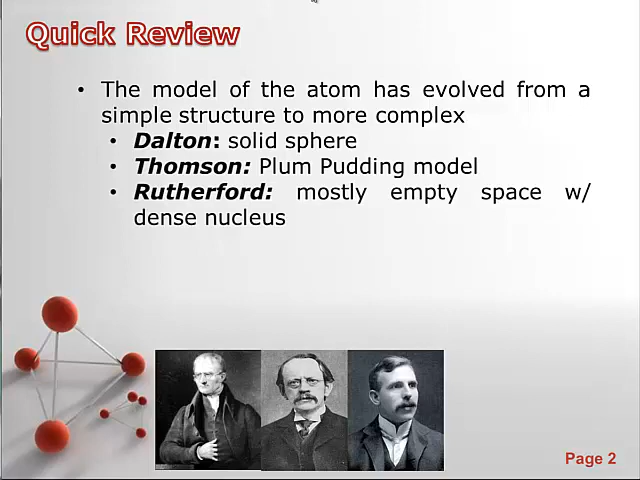 Quick Review
• The model of the atom has evolved from a
simple structure to more complex
• Dalton: solid sphere
• Thomson: Plum Pudding model
• Rutherford: mostly empty space w/
dense nucleus
Page 2